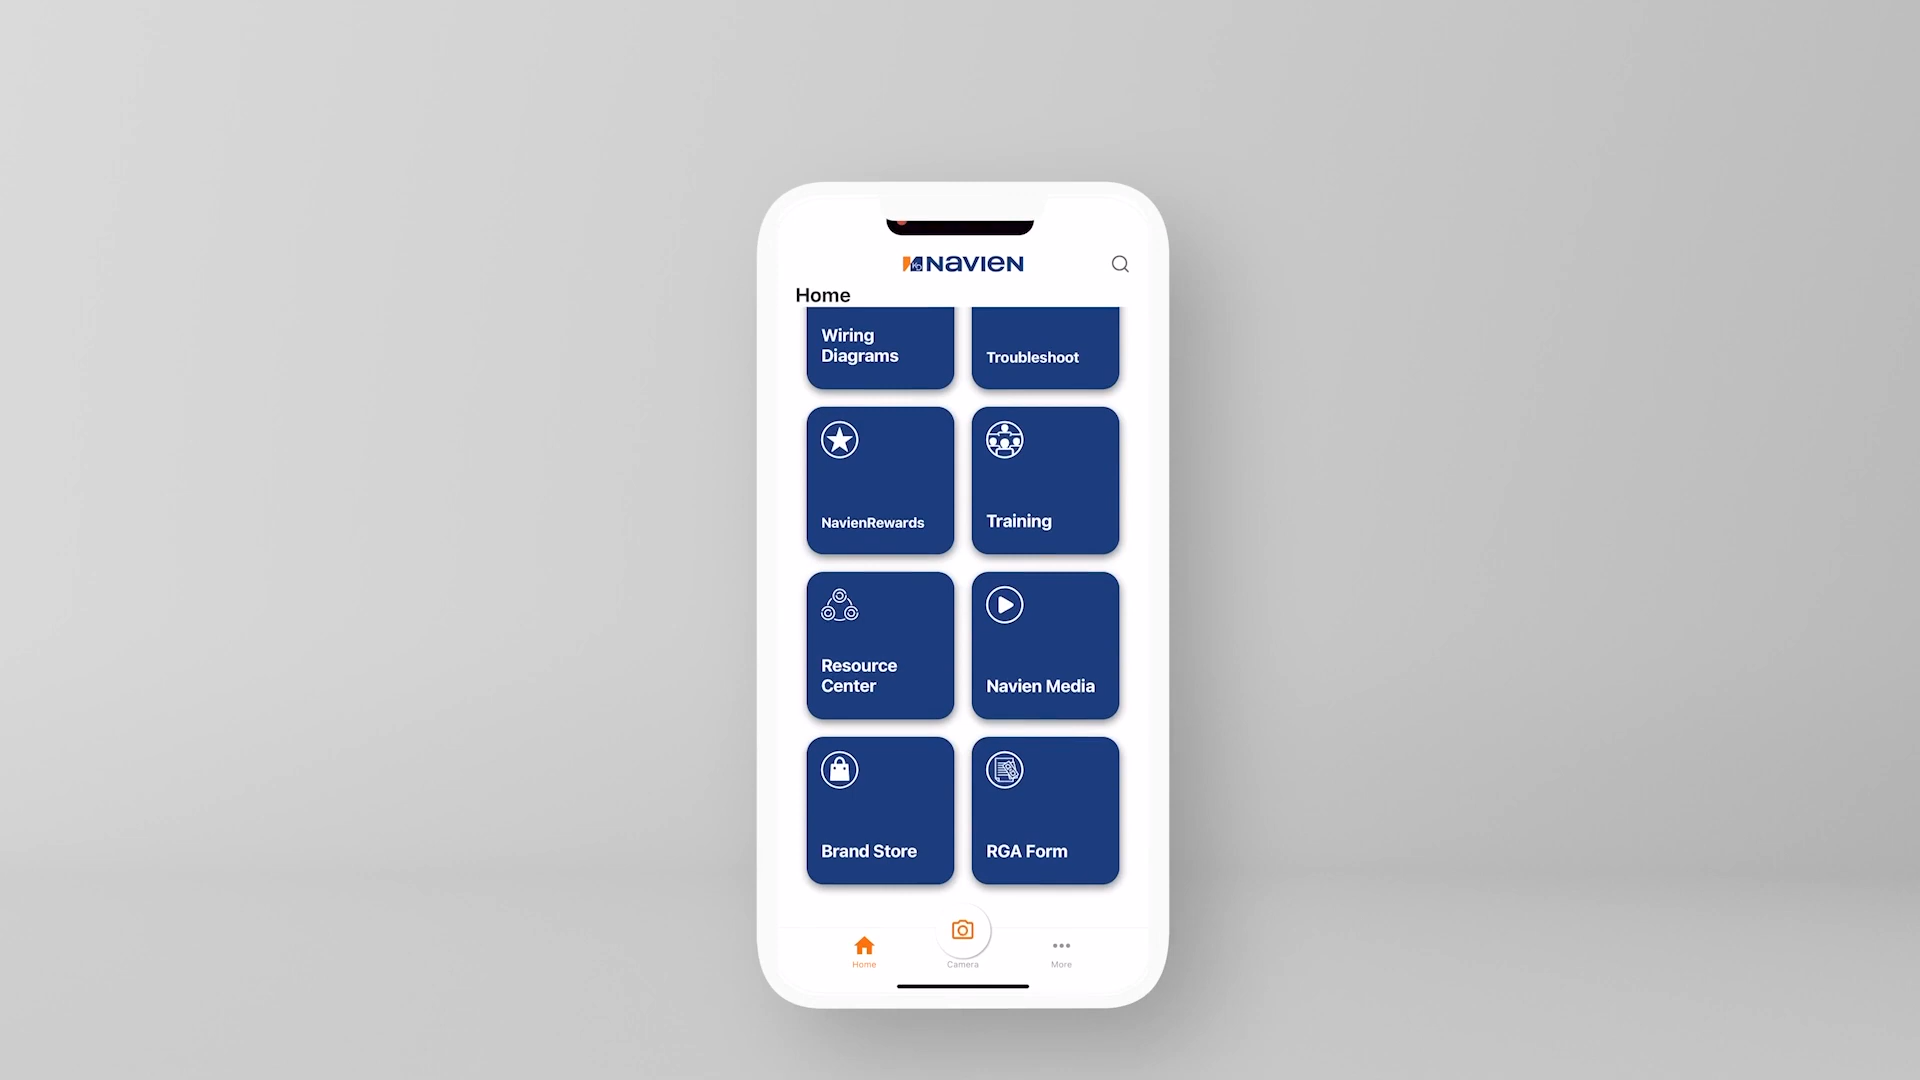 NAVIEN
Home
Wiring
Diagrams
Troubleshoot
NavienRewards
Training
Resource
Center
Navien Media
Brand Store
RGA Form
Home
Camera
More